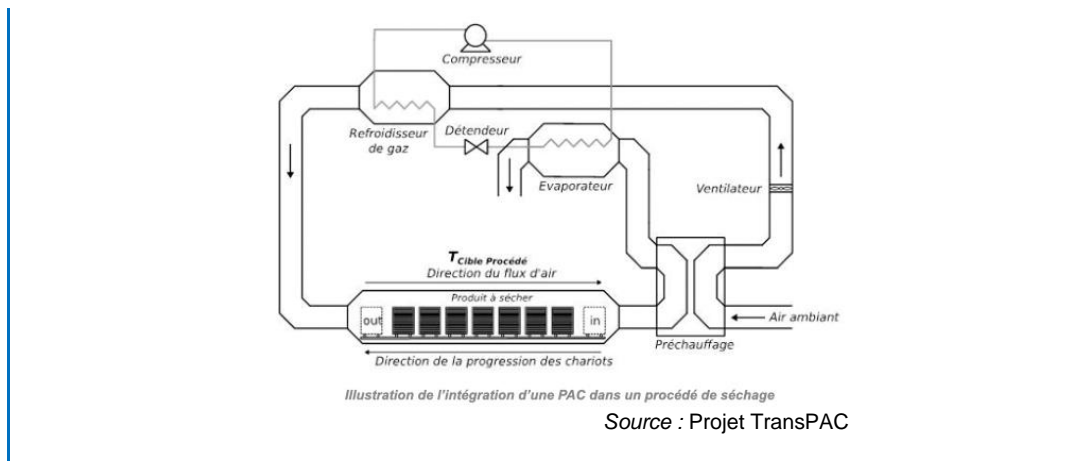 Compresseur
Refroidisseur
de gaz
Détendeur
Evaporateur
Ventilateur
T Cible Procédé
Direction du flux d'air
Produit à sécher
out
in
Air ambiant
Préchauffage
Direction de la progression des chariots
Illustration de l'intégration d'une PAC dans un procédé de séchage
Source : Projet TransPAC